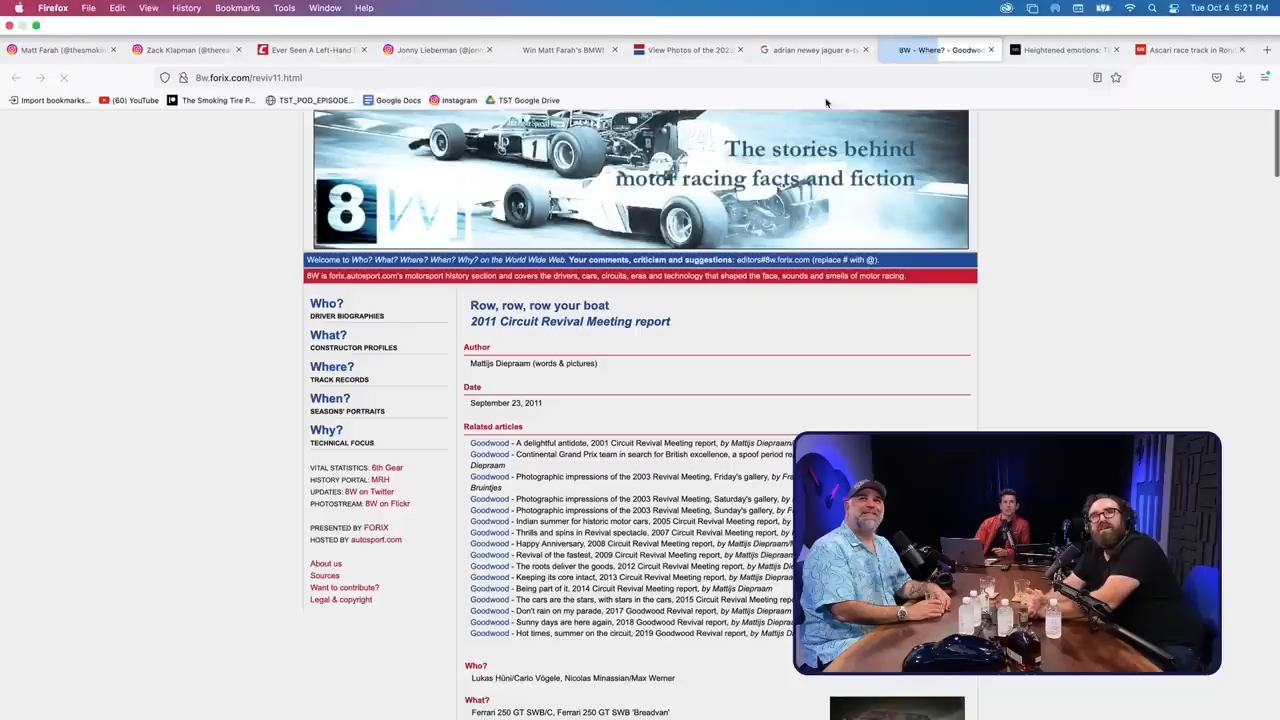 Firefox File Edit View History Bookmarks Tools Window Help Tue Oct 4 5:21 PM
Matt Farah (@thesmoki Zack Klapman (@therea Ever Seen A Left-Hand Jonny Lieberman (@jonn Win Matt Farah's BMW! View Photos of the 202 adrian newey jaguar e-ty 8W - Where? - Goodwo Heightened emotions: T Ascari race track in Ron
8w.forix.com/reviv11.html
Import bookmarks... (60) YouTube The Smoking Tire P... TST_POD_EPISODE... Google Docs Instagram TST Google Drive
The stories behind
motor racing facts and fiction
8W
Welcome to Who? What? Where? When? Why? on the World Wide Web. Your comments, criticism and suggestions: editors#8w.forix.com (replace # with @).
8W is forix.autosport.com's motorsport history section and covers the drivers, cars, circuits, eras and technology that shaped the face, sounds and smells of motor racing.
Who?
DRIVER BIOGRAPHIES
What?
CONSTRUCTOR PROFILES
Where?
TRACK RECORDS
When?
SEASONS' PORTRAITS
Why?
TECHNICAL FOCUS
VITAL STATISTICS: 6th Gear
HISTORY PORTAL: MRH
UPDATES: 8W on Twitter
PHOTOSTREAM: 8W on Flickr
PRESENTED BY FORIX
HOSTED BY autosport.com
About us
Sources
Want to contribute?
Legal & copyright
Row, row, row your boat
2011 Circuit Revival Meeting report
Author
Mattijs Diepraam (words & pictures)
Date
September 23, 2011
Related articles
Goodwood - A delightful antidote, 2001 Circuit Revival Meeting report, by Mattijs Diepraam/
Goodwood - Continental Grand Prix team in search for British excellence, a spoof period re
Diepraam
Goodwood - Photographic impressions of the 2003 Revival Meeting, Friday's gallery, by Fra
Bruintjes
Goodwood - Photographic impressions of the 2003 Revival Meeting, Saturday's gallery, by
Goodwood - Photographic impressions of the 2003 Revival Meeting, Sunday's gallery, by F
Goodwood - Indian summer for historic motor cars, 2005 Circuit Revival Meeting report, by
Goodwood - Thrills and spins in Revival spectacle, 2007 Circuit Revival Meeting report, by
Goodwood - Happy Anniversary, 2008 Circuit Revival Meeting report, by Mattijs Diepraam/
Goodwood - Revival of the fastest, 2009 Circuit Revival Meeting report, by Mattijs Diepraam
Goodwood - The roots deliver the goods, 2012 Circuit Revival Meeting report, by Mattijs Die
Goodwood - Keeping its core intact, 2013 Circuit Revival Meeting report, by Mattijs Diepraa
Goodwood - Being part of it, 2014 Circuit Revival Meeting report, by Mattijs Diepraam
Goodwood - The cars are the stars, with stars in the cars, 2015 Circuit Revival Meeting repo
Goodwood - Don't rain on my parade, 2017 Goodwood Revival report, by Mattijs Diepraam
Goodwood - Sunny days are here again, 2018 Goodwood Revival report, by Mattijs Diepraam
Goodwood - Hot times, summer on the circuit, 2019 Goodwood Revival report, by Mattijs Di
Who?
Lukas Hüni/Carlo Vögele, Nicolas Minassian/Max Werner
What?
Ferrari 250 GT SWB/C, Ferrari 250 GT SWB 'Breadvan'